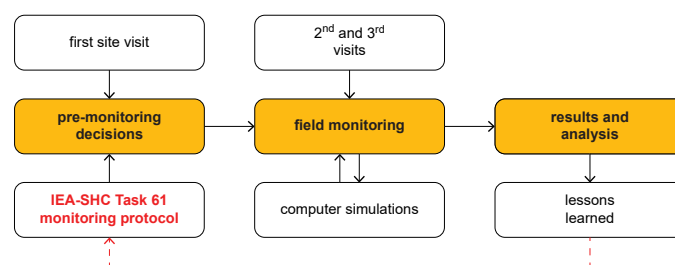 first site visit
2nd and 3rd
visits
pre-monitoring
decisions
field monitoring
results and
analysis
IEA-SHC Task 61
monitoring protocol
computer simulations
lessons
learned